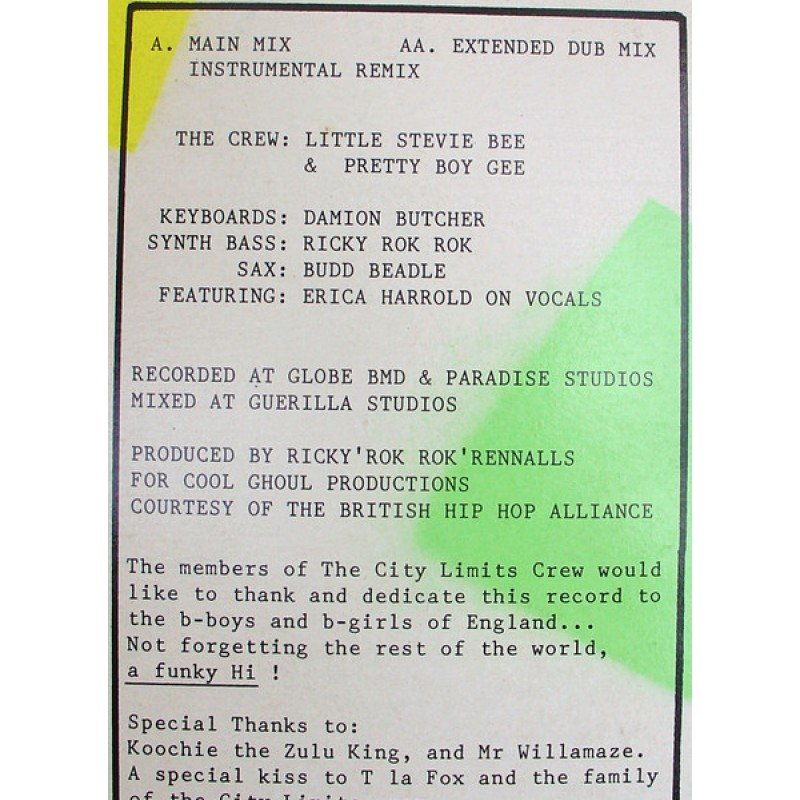 A. MAIN MIX AA. EXTENDED DUB MIX
INSTRUMENTAL REMIX
THE CREW: LITTLE STEVIE BEE
& PRETTY BOY GEE
KEYBOARDS: DAMION BUTCHER
SYNTH BASS: RICKY ROK ROK
SAX: BUDD BEADLE
FEATURING: ERICA HARROLD ON VOCALS
RECORDED AT GLOBE BMD & PARADISE STUDIOS
MIXED AT GUERILLA STUDIOS
PRODUCED BY RICKY'ROK ROK'RENNALLS
FOR COOL GHOUL PRODUCTIONS
COURTESY OF THE BRITISH HIP HOP ALLIANCE
The members of The City Limits Crew would
like to thank and dedicate this record to
the b-boys and b-girls of England...
Not forgetting the rest of the world,
a funky Hi !
Special Thanks to:
Koochie the Zulu King, and Mr Willamaze.
A special kiss to T la Fox and the family
of the City Limits